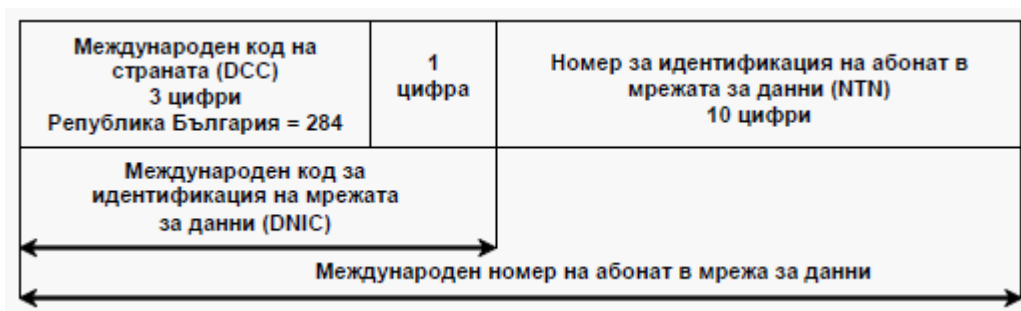 Международен код на
страната (DCC)
3 цифри
Република България = 284
1
цифра
Номер за идентификация на абонат в
мрежата за данни (NTN)
10 цифри
Международен код за
идентификация на мрежата
за данни (DNIC)
Международен номер на абонат в мрежа за данни